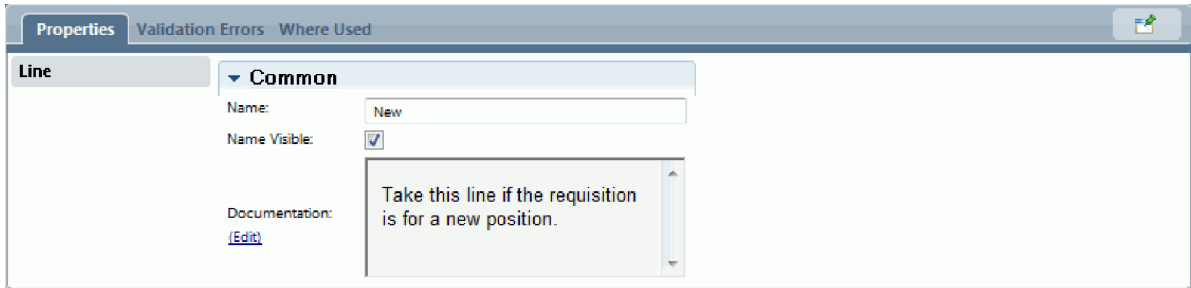 Properties Validation Errors Where Used
Line
Common
Name: New
Name Visible:
Take this line if the requisition
is for a new position.
Documentation:
(Edit)